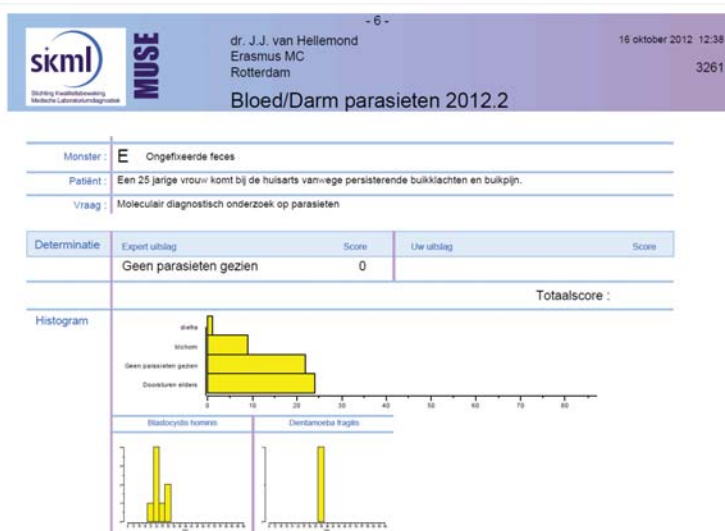 - 6 -
skml
Stichting Kwaliteitsbewaking
Medische Laboratoriumdiagnostiek
MUSE
dr. J.J. van Hellemond
Erasmus MC
Rotterdam
16 oktober 2012 12:38
3261
Bloed/Darm parasieten 2012.2
Monster : E Ongefixeerde feces
Patiënt : Een 25 jarige vrouw komt bij de huisarts vanwege persisterende buikklachten en buikpijn.
Vraag : Moleculair diagnostisch onderzoek op parasieten
Determinatie Expert uitslag Score Uw uitslag Score
Geen parasieten gezien 0
Totaalscore :
Histogram
diefra
blchom
Geen parasieten gezien
Doorsturen elders
0 10 20 30 40 50 60 70 80
Blastocystis hominis Dientamoeba fragilis